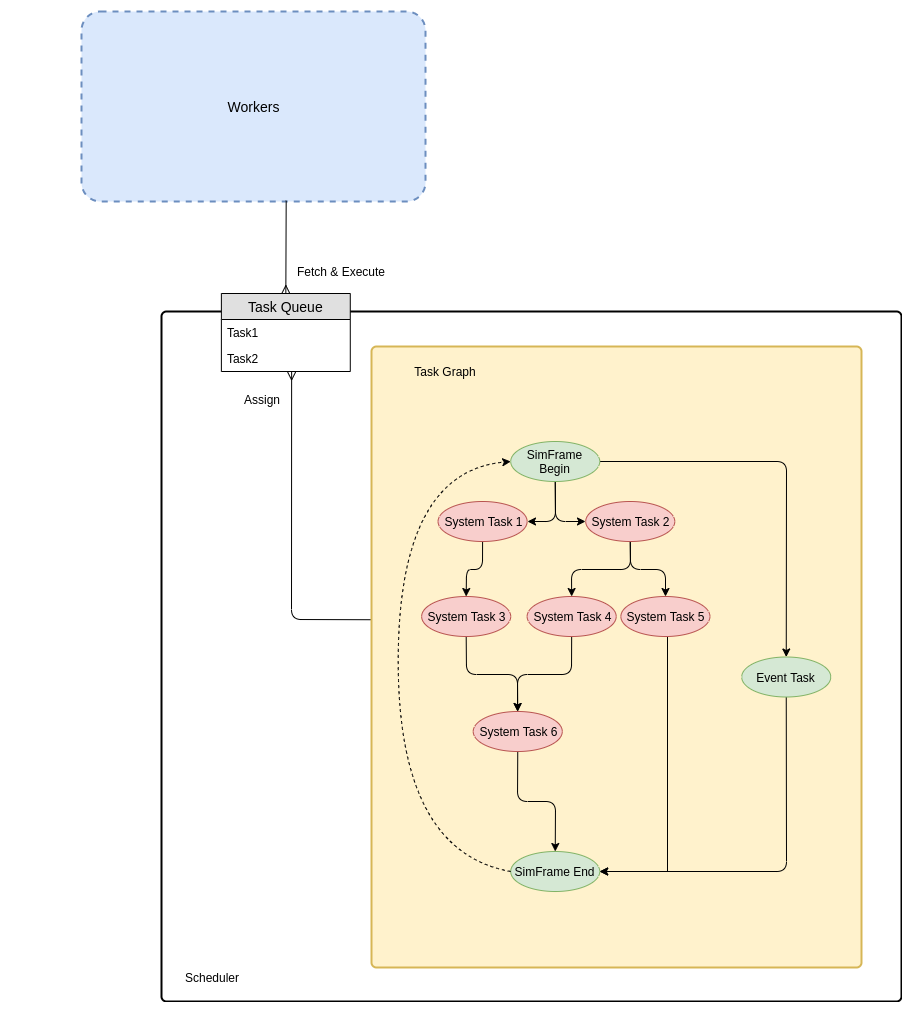 Workers
Fetch & Execute
Task Queue
Task1
Task2
Assign
Task Graph
SimFrame
Begin
System Task 1
System Task 2
System Task 3
System Task 4
System Task 5
Event Task
System Task 6
SimFrame End
Scheduler